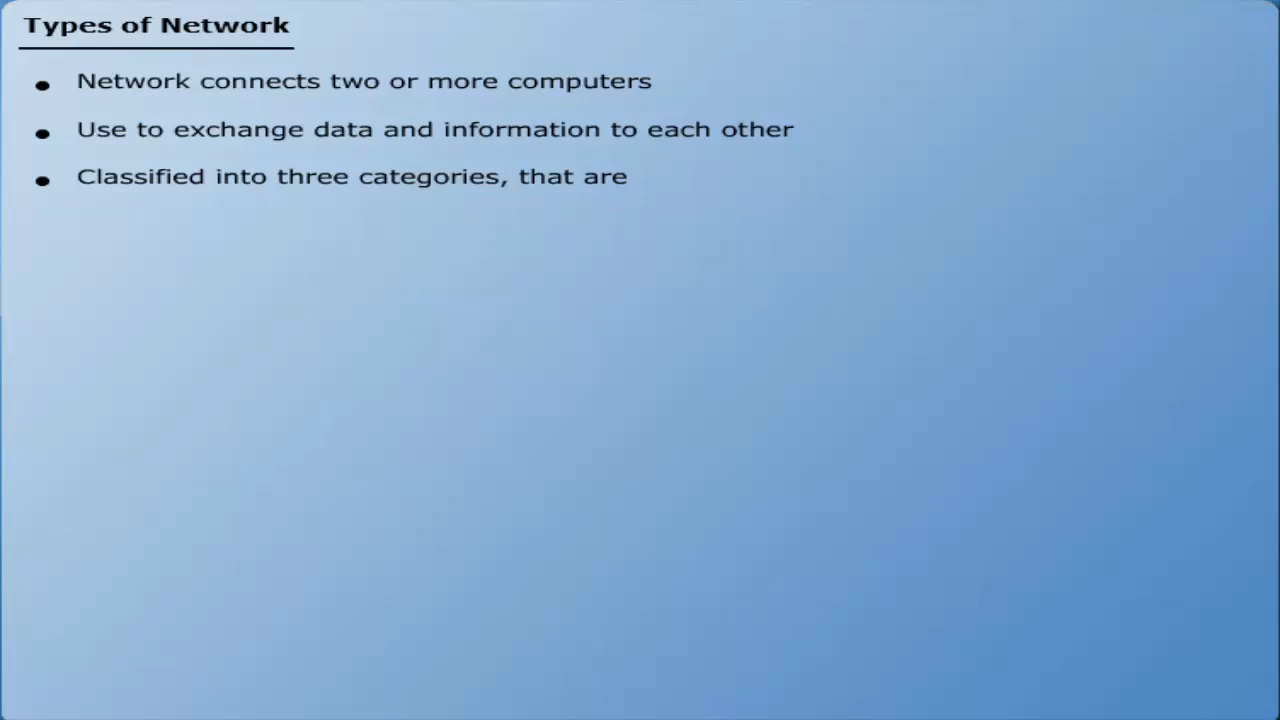 Types of Network
Network connects two or more computers
Use to exchange data and information to each other
Classified into three categories, that are